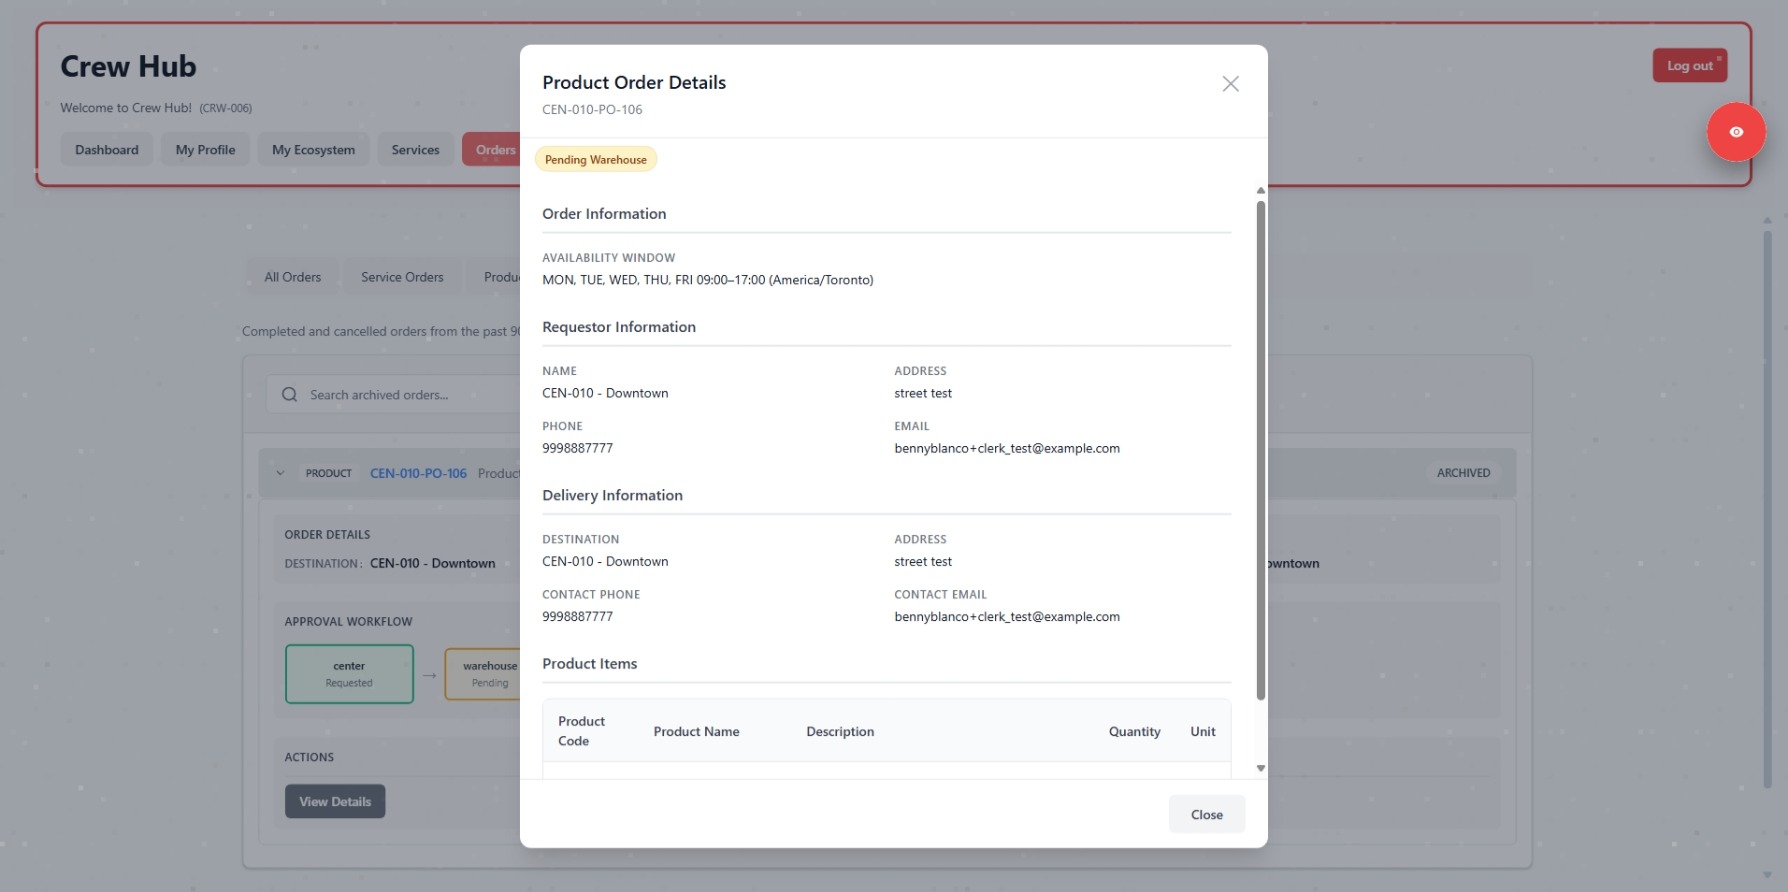 Crew Hub
Welcome to Crew Hub! (CRW-006)
Dashboard
My Profile
My Ecosystem
Services
Orders
Log out
All Orders
Service Orders
Produ
Completed and cancelled orders from the past 90
Search archived orders...
PRODUCT CEN-010-PO-106 Product
ARCHIVED
ORDER DETAILS
DESTINATION: CEN-010 - Downtown
owntown
APPROVAL WORKFLOW
center
Requested
→
warehouse
Pending
ACTIONS
View Details
Product Order Details
CEN-010-PO-106
Pending Warehouse
Order Information
AVAILABILITY WINDOW
MON, TUE, WED, THU, FRI 09:00–17:00 (America/Toronto)
Requestor Information
NAME
CEN-010 - Downtown
ADDRESS
street test
PHONE
9998887777
EMAIL
bennyblanco+clerk_test@example.com
Delivery Information
DESTINATION
CEN-010 - Downtown
ADDRESS
street test
CONTACT PHONE
9998887777
CONTACT EMAIL
bennyblanco+clerk_test@example.com
Product Items
Product Code
Product Name
Description
Quantity
Unit
Close